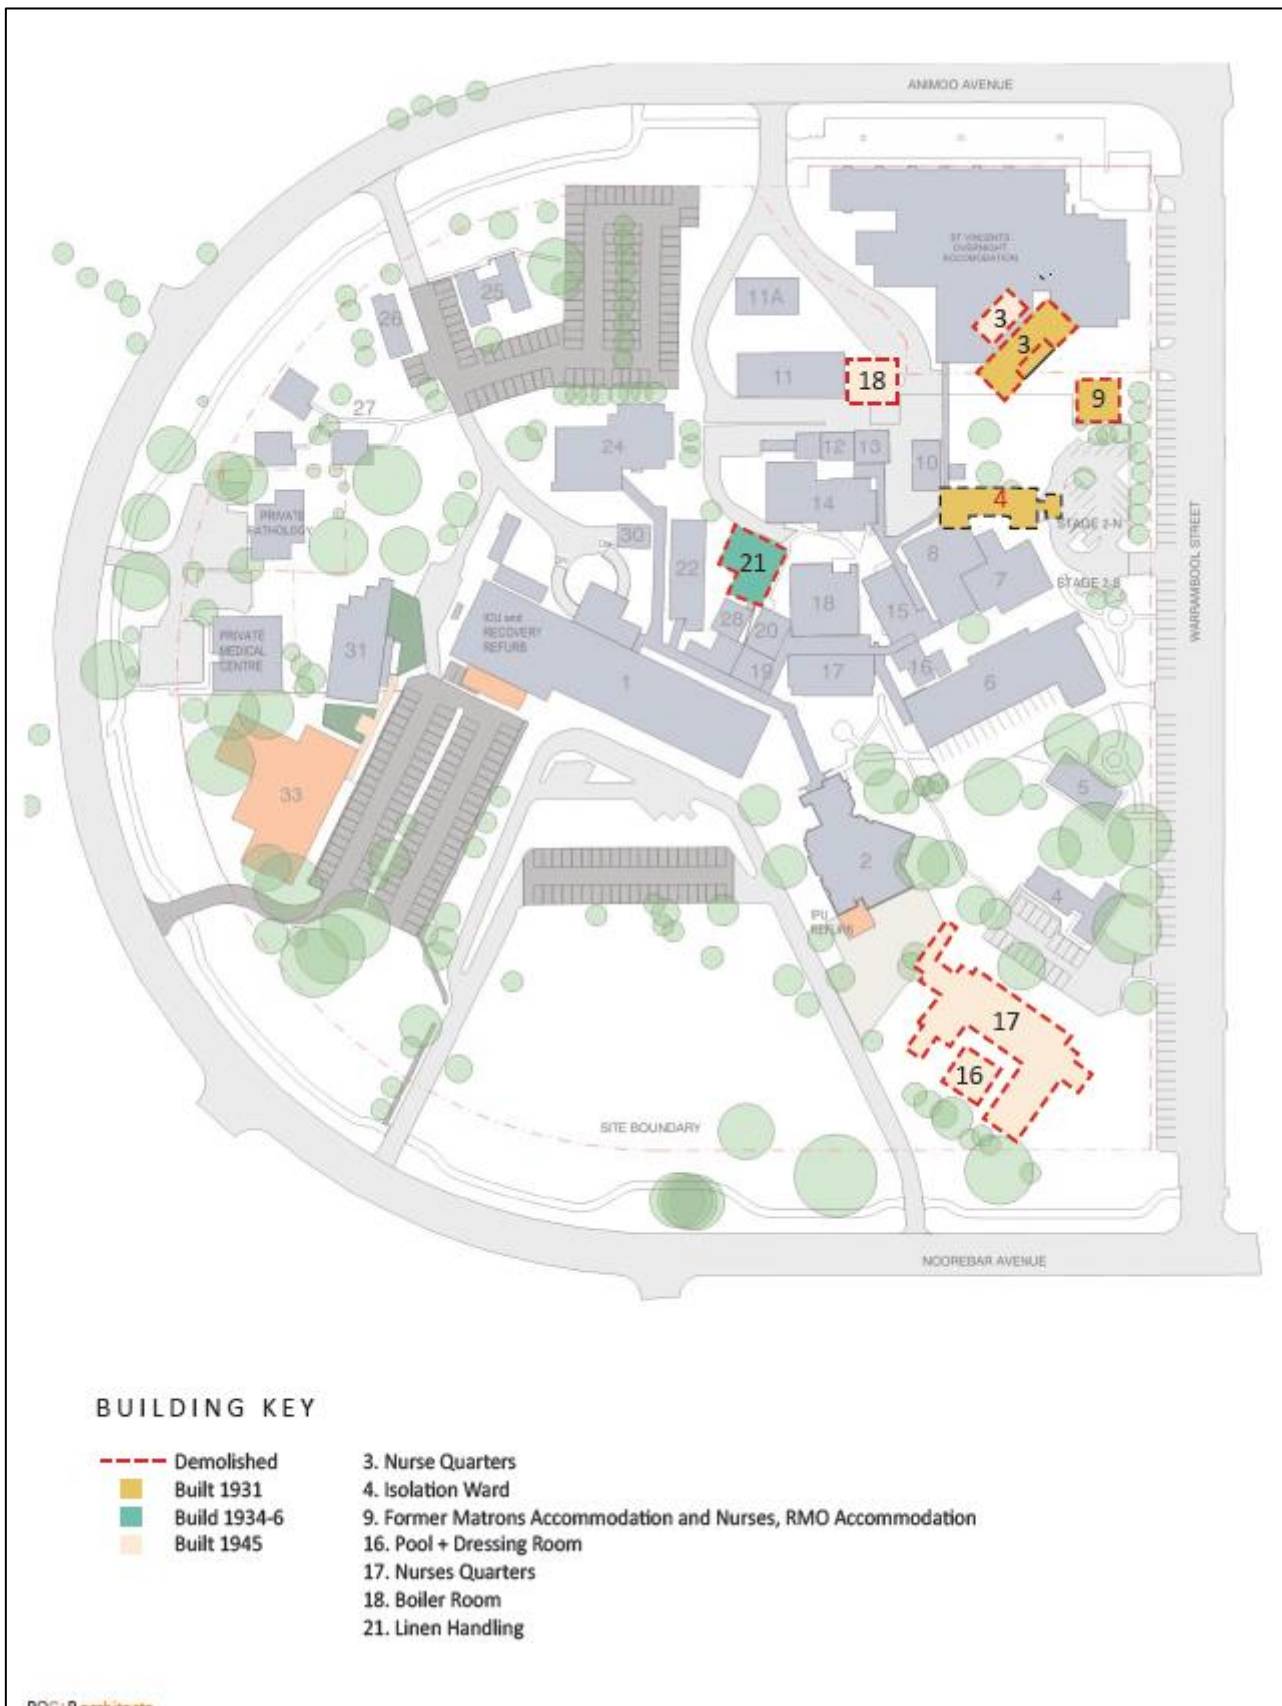 ANIMOO AVENUE
ST VINCENTS
OVERNIGHT
ACCOMODATION
25
11A
26
3
3
11
18
9
27
24
12
13
10
14
4
PRIVATE
PATHOLOGY
STAGE 2-N
WARRAMBOOL STREET
30
22
21
8
7
STAGE 2-S
18
15
28
20
ICU and
RECOVERY
REFURB
PRIVATE
MEDICAL
CENTRE
31
19
17
16
1
6
33
5
2
4
IPU
REFURB
17
16
SITE BOUNDARY
NOOREBAR AVENUE
BUILDING KEY
Demolished
Built 1931
Build 1934-6
Built 1945
3. Nurse Quarters
4. Isolation Ward
9. Former Matrons Accommodation and Nurses, RMO Accommodation
16. Pool + Dressing Room
17. Nurses Quarters
18. Boiler Room
21. Linen Handling